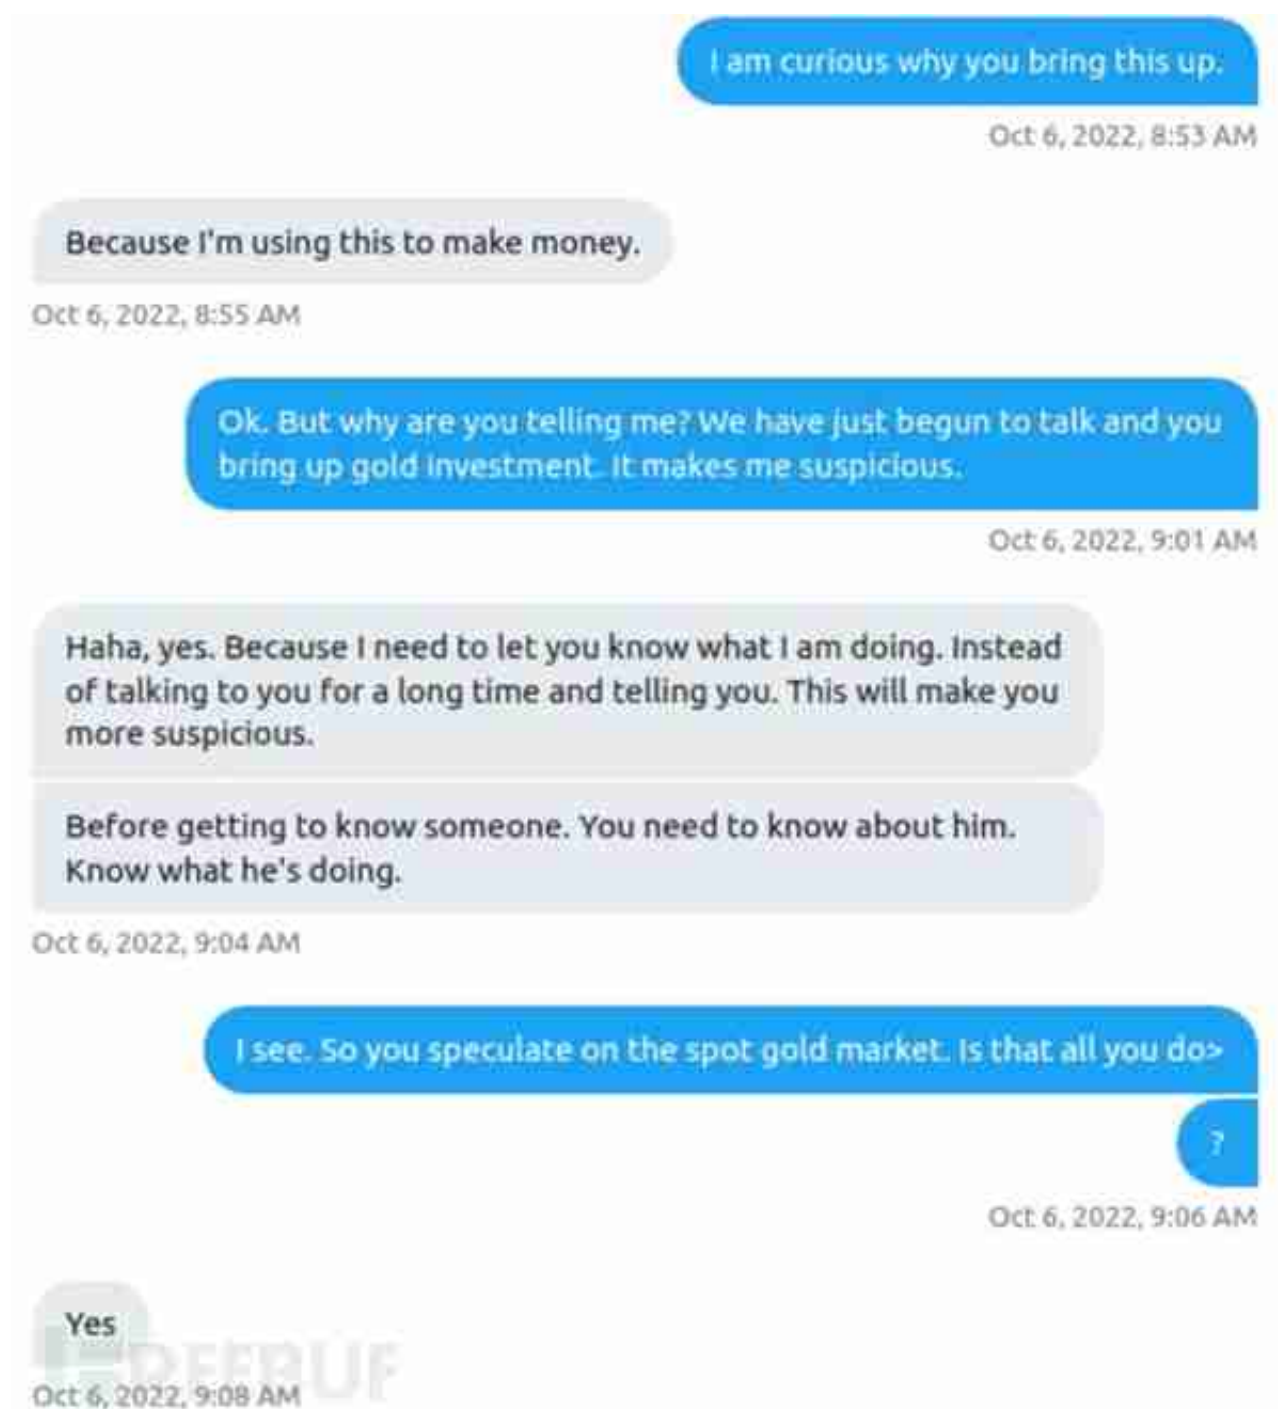 I am curious why you bring this up.
Oct 6, 2022, 8:53 AM
Because I'm using this to make money.
Oct 6, 2022, 8:55 AM
Ok. But why are you telling me? We have just begun to talk and you
bring up gold investment. It makes me suspicious.
Oct 6, 2022, 9:01 AM
Haha, yes. Because I need to let you know what I am doing. Instead
of talking to you for a long time and telling you. This will make you
more suspicious.
Before getting to know someone. You need to know about him.
Know what he's doing.
Oct 6, 2022, 9:04 AM
I see. So you speculate on the spot gold market. Is that all you do>
?
Oct 6, 2022, 9:06 AM
Yes
FREEBUF
Oct 6, 2022, 9:08 AM